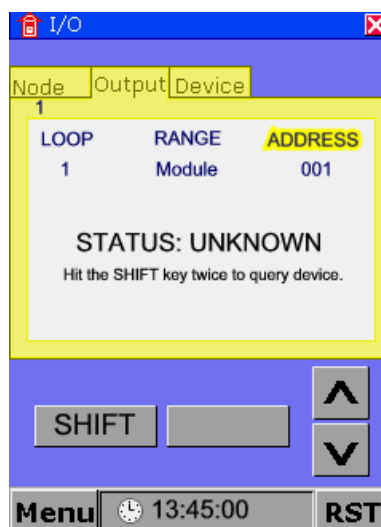 I/O
Node Output Device
1
LOOP RANGE ADDRESS
1 Module 001
STATUS: UNKNOWN
Hit the SHIFT key twice to query device.
SHIFT
Menu 13:45:00 RST